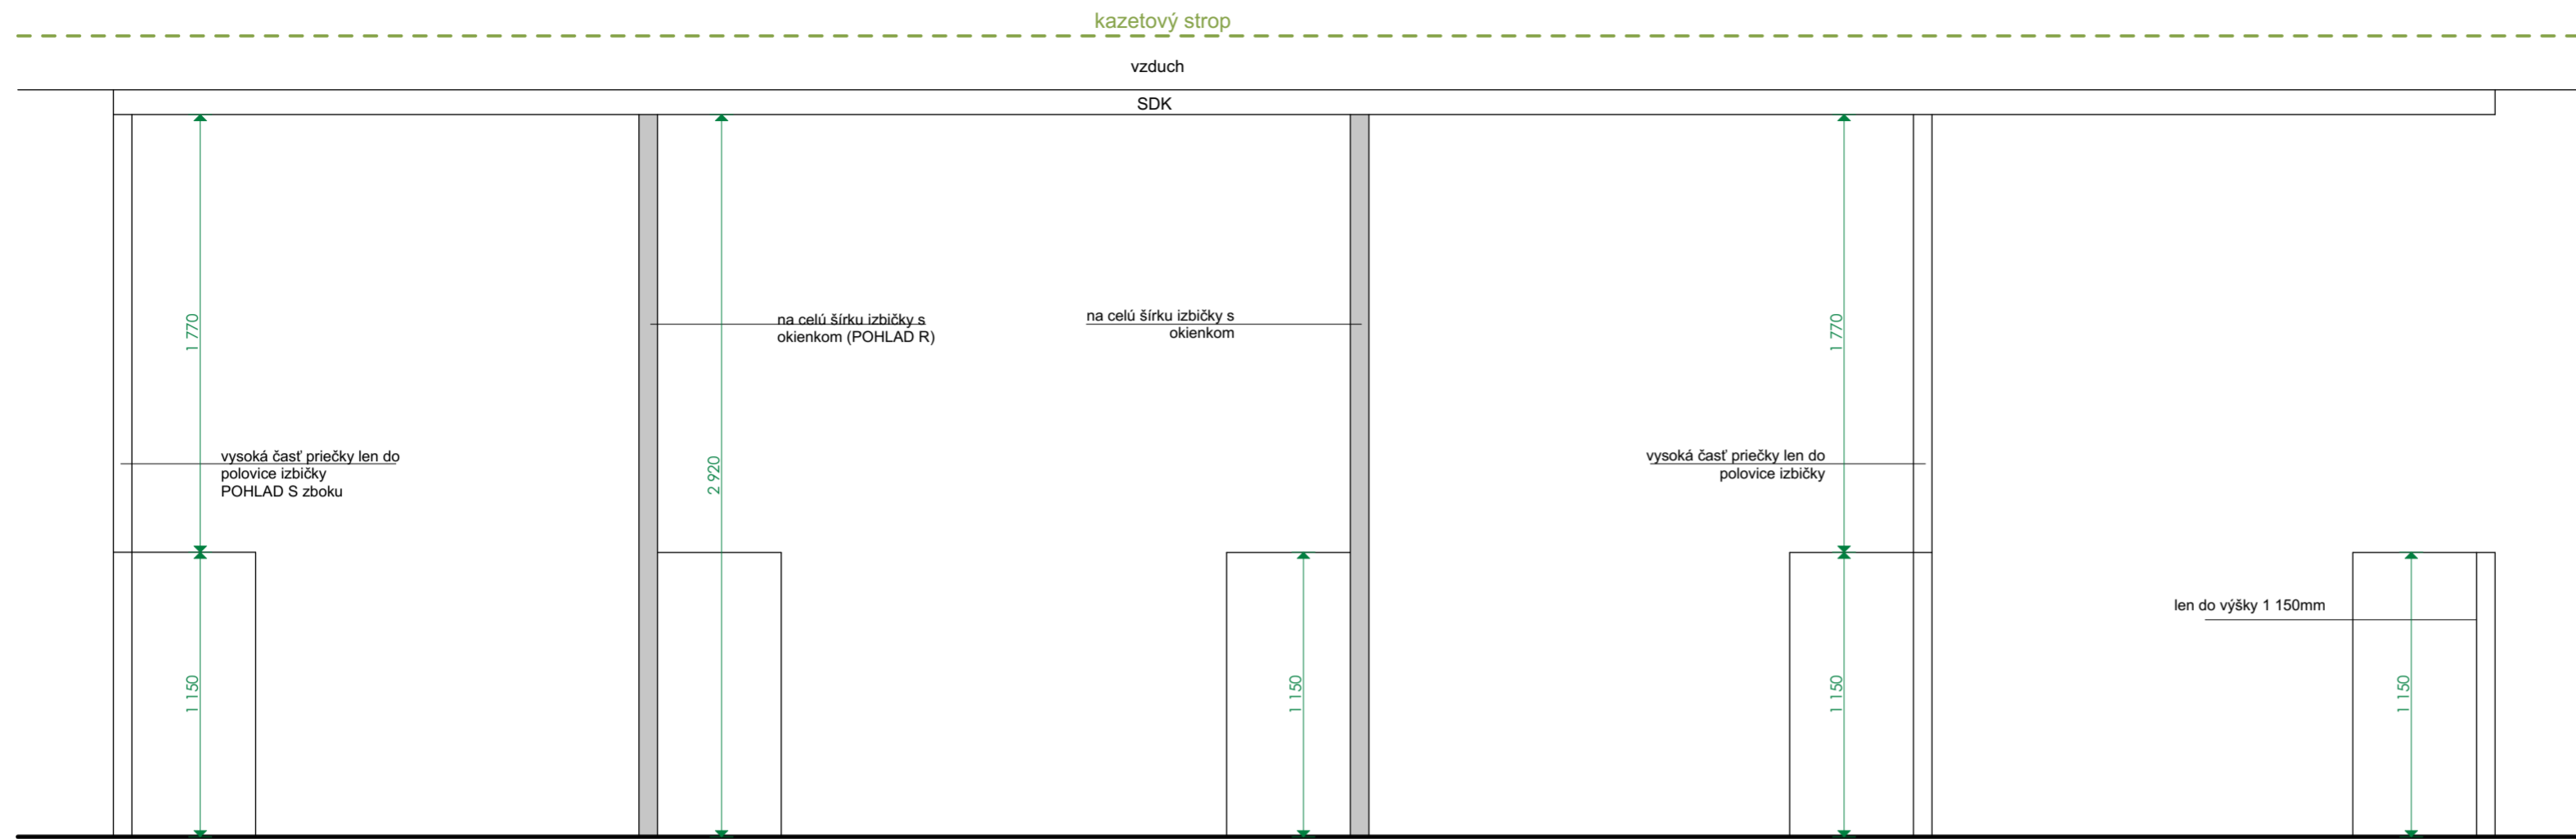 kazetový strop
vzduch
SDK
1 770
2 920
1 770
na celú šírku izbičky s
okienkom (POHLAD R)
na celú šírku izbičky s
okienkom
vysoká časť priečky len do
polovice izbičky
POHLAD S zboku
vysoká časť priečky len do
polovice izbičky
len do výšky 1 150mm
1 150
1 150
1 150
1 150